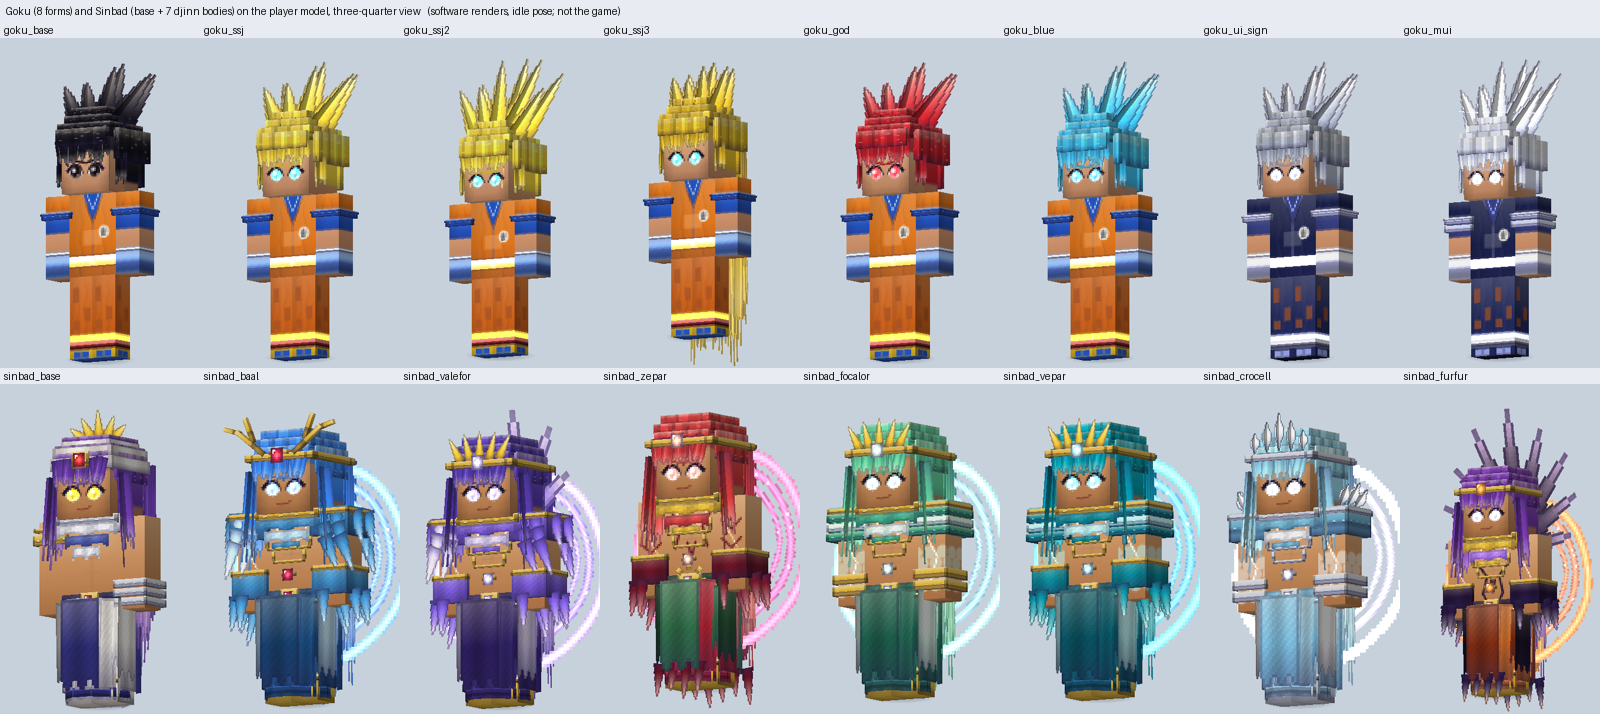 Goku (8 forms) and Sinbad (base + 7 djinn bodies) on the player model, three-quarter view (software renders, idle pose; not the game)
goku_base goku_ssj goku_ssj2 goku_ssj3 goku_god goku_blue goku_ui_sign goku_mui
sinbad_base sinbad_baal sinbad_valefor sinbad_zepar sinbad_focalor sinbad_vepar sinbad_crocell sinbad_furfur